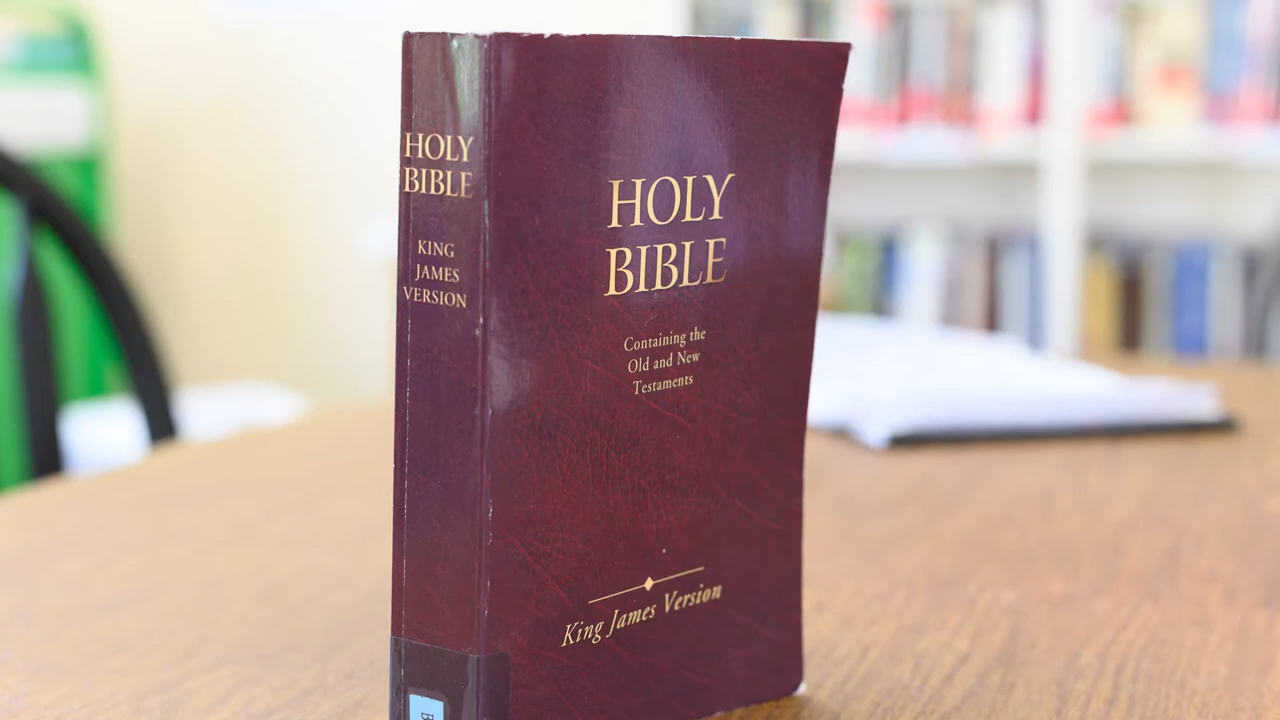 HOLY
BIBLE
KING
JAMES
VERSION
HOLY
BIBLE
Containing the
Old and New
Testaments
King James Version
B